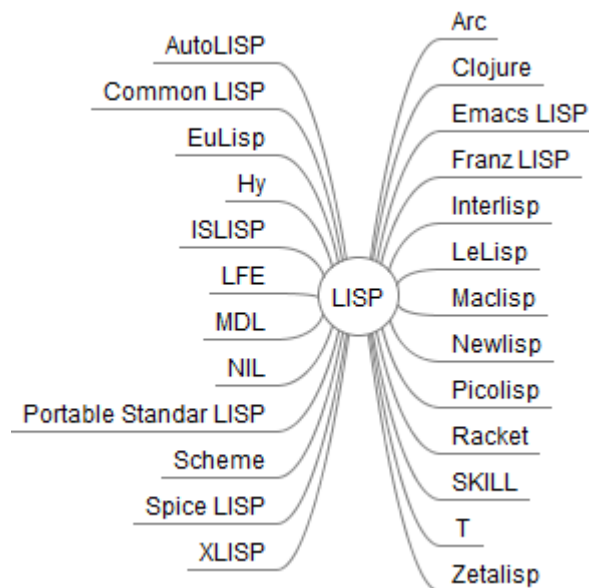 AutoLISP
Common LISP
EuLisp
Hy
ISLISP
LFE
MDL
NIL
Portable Standar LISP
Scheme
Spice LISP
XLISP
LISP
Arc
Clojure
Emacs LISP
Franz LISP
Interlisp
LeLisp
Maclisp
Newlisp
Picolisp
Racket
SKILL
T
Zetalisp